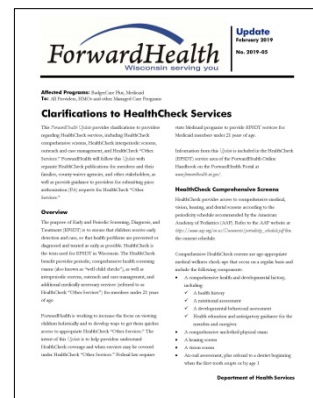 Update
February 2019
No. 2019-05
ForwardHealth
Wisconsin serving you
Affected Programs: BadgerCare Plus, Medicaid
To: All Providers, HMOs and other Managed Care Programs
Clarifications to HealthCheck Services
This ForwardHealth Update provides clarifications to providers
regarding HealthCheck services, including HealthCheck
comprehensive screens, HealthCheck interperiodic screens,
outreach and case management, and HealthCheck "Other
Services." ForwardHealth will follow this Update with
separate HealthCheck publications for members and their
families, county waiver agencies, and other stakeholders, as
well as provide guidance to providers for submitting prior
authorization (PA) requests for HealthCheck "Other
Services."
Overview
The purpose of Early and Periodic Screening, Diagnosis, and
Treatment (EPSDT) is to ensure that children receive early
detection and care, so that health problems are prevented or
diagnosed and treated as early as possible. HealthCheck is
the term used for EPSDT in Wisconsin. The HealthCheck
benefit provides periodic, comprehensive health screening
exams (also known as "well child checks"), as well as
interperiodic screens, outreach and case management, and
additional medically necessary services (referred to as
HealthCheck "Other Services") for members under 21 years
of age.
ForwardHealth is working to increase the focus on viewing
children holistically and to develop ways to get them quicker
access to appropriate HealthCheck "Other Services." The
intent of this Update is to help providers understand
HealthCheck coverage and when services may be covered
under HealthCheck "Other Services." Federal law requires
state Medicaid programs to provide EPSDT services for
Medicaid members under 21 years of age.
Information from this Update is included in the HealthCheck
(EPSDT) service area of the ForwardHealth Online
Handbook on the ForwardHealth Portal at
www.forwardhealth.wi.gov/.
HealthCheck Comprehensive Screens
HealthCheck provides access to comprehensive medical,
vision, hearing, and dental screens according to the
periodicity schedule recommended by the American
Academy of Pediatrics (AAP). Refer to the AAP website at
https://www.aap.org/en-us/Documents/periodicity_schedule.pdf for
the current schedule.
Comprehensive HealthCheck screens are age-appropriate
medical wellness check-ups that occur on a regular basis and
include the following components:
• A comprehensive health and developmental history,
including:
✓ A health history
✓ A nutritional assessment
✓ A developmental-behavioral assessment
✓ Health education and anticipatory guidance for the
member and caregiver
• A comprehensive unclothed physical exam
• A hearing screen
• A vision screen
• An oral assessment, plus referral to a dentist beginning
when the first tooth erupts or by age 1
Department of Health Services